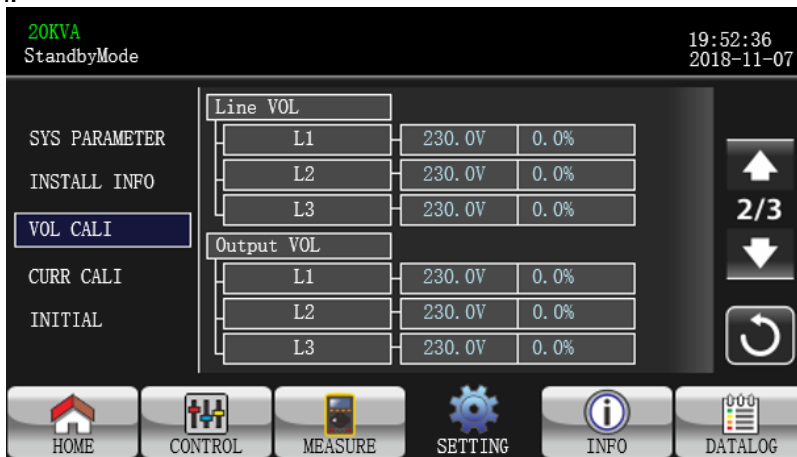 20KVA
StandbyMode
19:52:36
2018-11-07
SYS PARAMETER
INSTALL INFO
VOL CALI
CURR CALI
INITIAL
Line VOL
L1 230.0V 0.0%
L2 230.0V 0.0%
L3 230.0V 0.0%
Output VOL
L1 230.0V 0.0%
L2 230.0V 0.0%
L3 230.0V 0.0%
2/3
HOME
CONTROL
MEASURE
SETTING
INFO
DATALOG